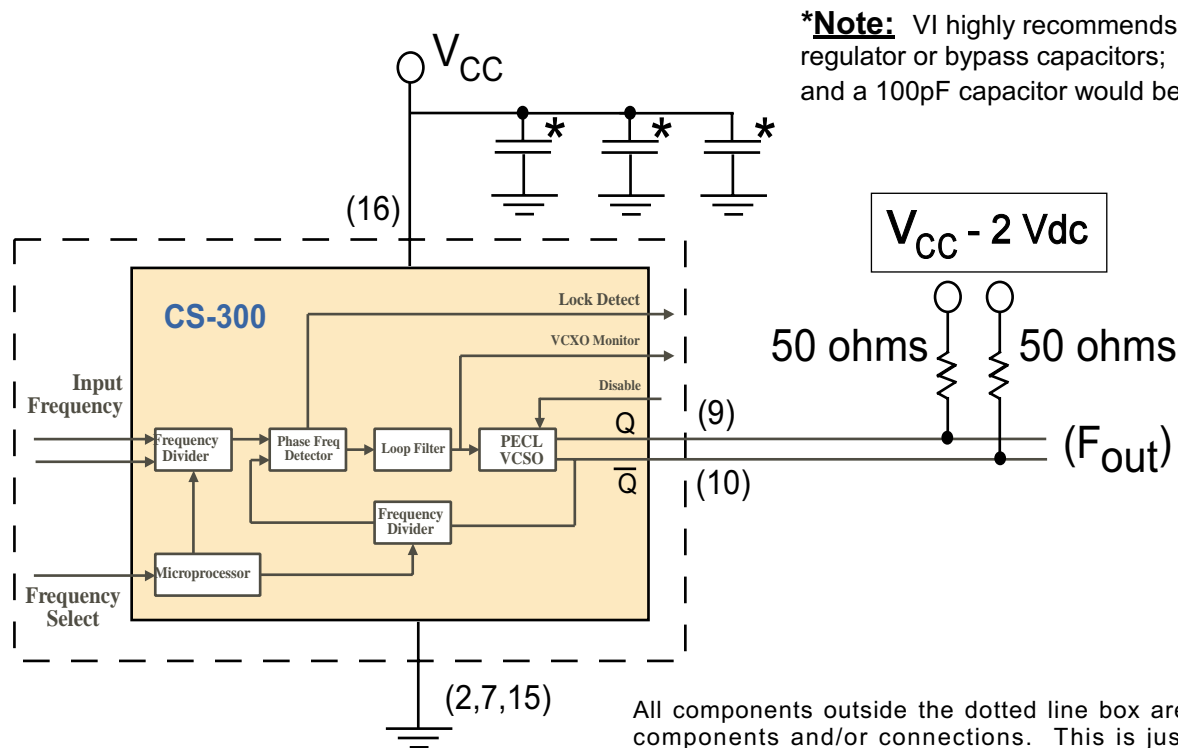 *Note: VI highly recommends
regulator or bypass capacitors;
and a 100pF capacitor would be
VCC
* * *
(16)
VCC - 2 Vdc
50 ohms 50 ohms
CS-300
Lock Detect
VCXO Monitor
Disable
Input
Frequency
Frequency
Divider
Phase Freq
Detector
Loop Filter
PECL
VCSO
Q
(9)
Q̅
(10)
(Fout)
Frequency
Divider
Microprocessor
Frequency
Select
(2,7,15)
All components outside the dotted line box are
components and/or connections. This is jus